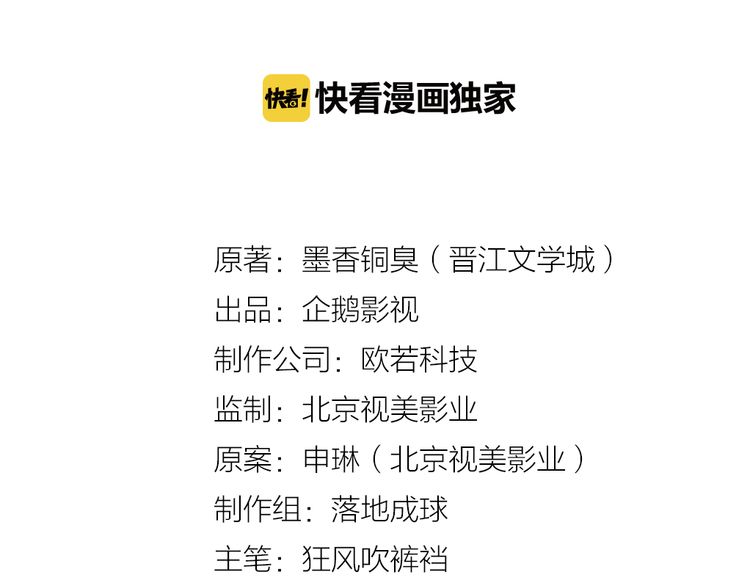 快看! 快看漫画独家
原著：墨香铜臭（晋江文学城）
出品：企鹅影视
制作公司：欧若科技
监制：北京视美影业
原案：申琳（北京视美影业）
制作组：落地成球
主笔：狂风吹裤裆